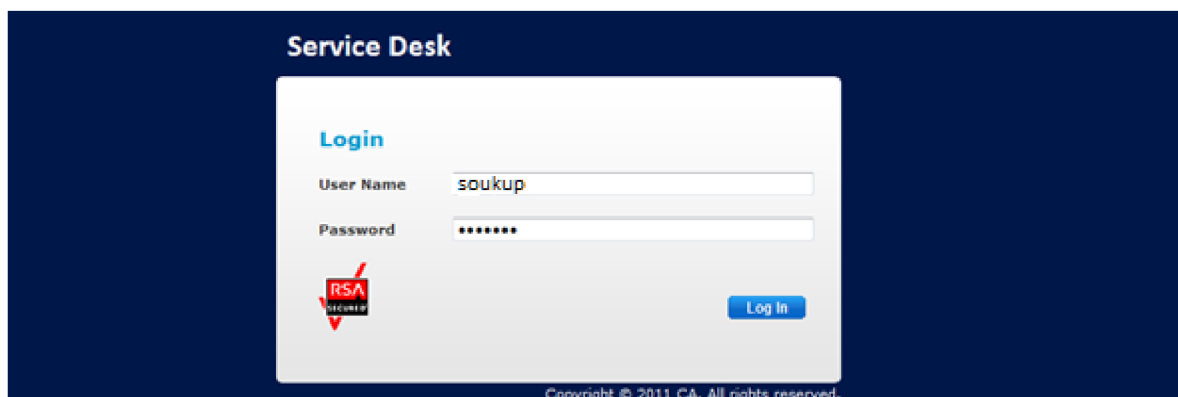 Service Desk
Login
User Name soukup
Password •••••••
RSA
SECURED
Log In
Copyright © 2011 CA. All rights reserved.